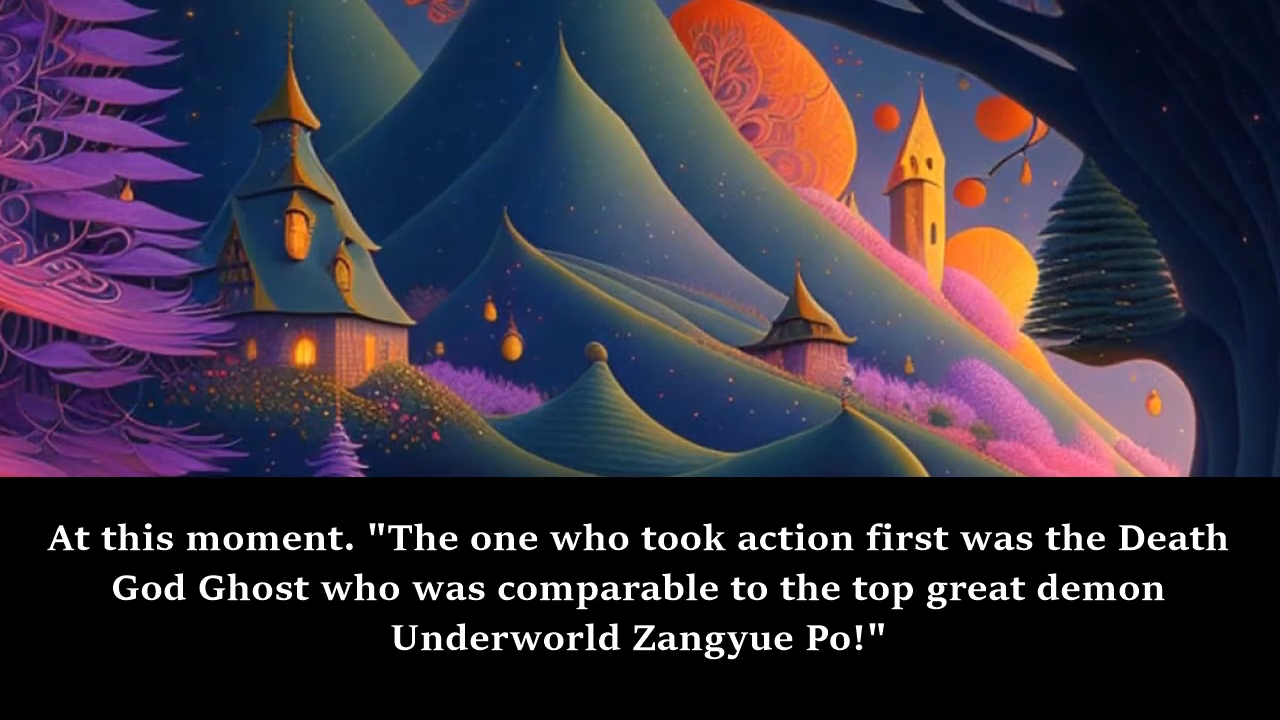 At this moment. "The one who took action first was the Death
God Ghost who was comparable to the top great demon
Underworld Zangyue Po!"